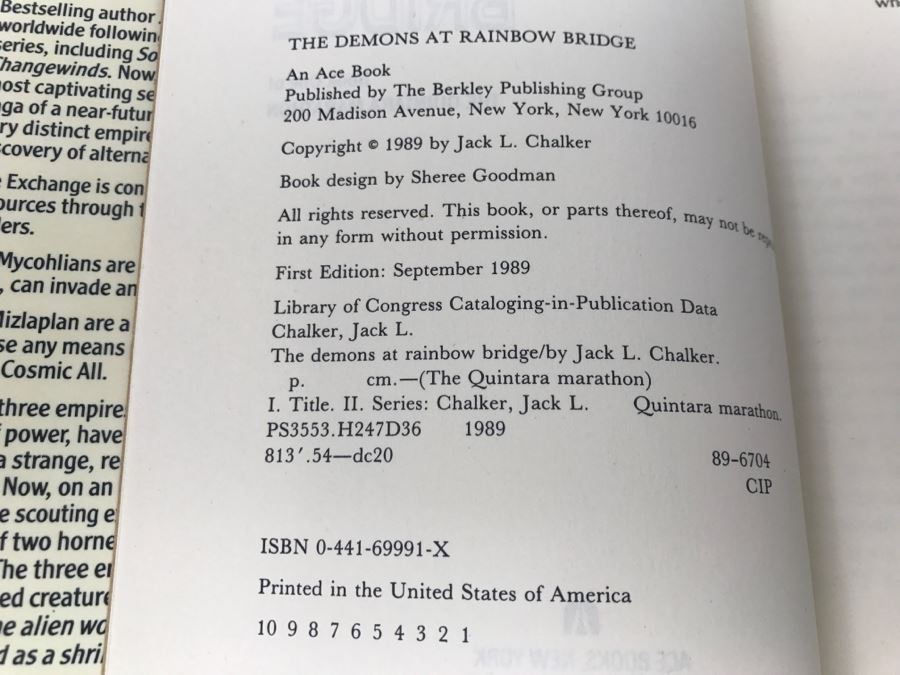 Bestselling author
worldwide followin
series, including So
Changewinds. Now
most captivating se
ga of a near-futur
ry distinct empire
covery of alterna
Exchange is con
ources through t
ers.
Mycohlians are
, can invade an
Mizlaplan are a
se any means
Cosmic All.
three empire
power, have
a strange, re
Now, on an
e scouting e
f two horne
The three e
ed creature
e alien wo
d as a shri
THE DEMONS AT RAINBOW BRIDGE
An Ace Book
Published by The Berkley Publishing Group
200 Madison Avenue, New York, New York 10016
Copyright © 1989 by Jack L. Chalker
Book design by Sheree Goodman
All rights reserved. This book, or parts thereof, may not be
in any form without permission.
First Edition: September 1989
Library of Congress Cataloging-in-Publication Data
Chalker, Jack L.
The demons at rainbow bridge/by Jack L. Chalker.
p. cm.—(The Quintara marathon)
I. Title. II. Series: Chalker, Jack L. Quintara marathon.
PS3553.H247D36 1989
813′.54—dc20 89-6704
CIP
ISBN 0-441-69991-X
Printed in the United States of America
10 9 8 7 6 5 4 3 2 1